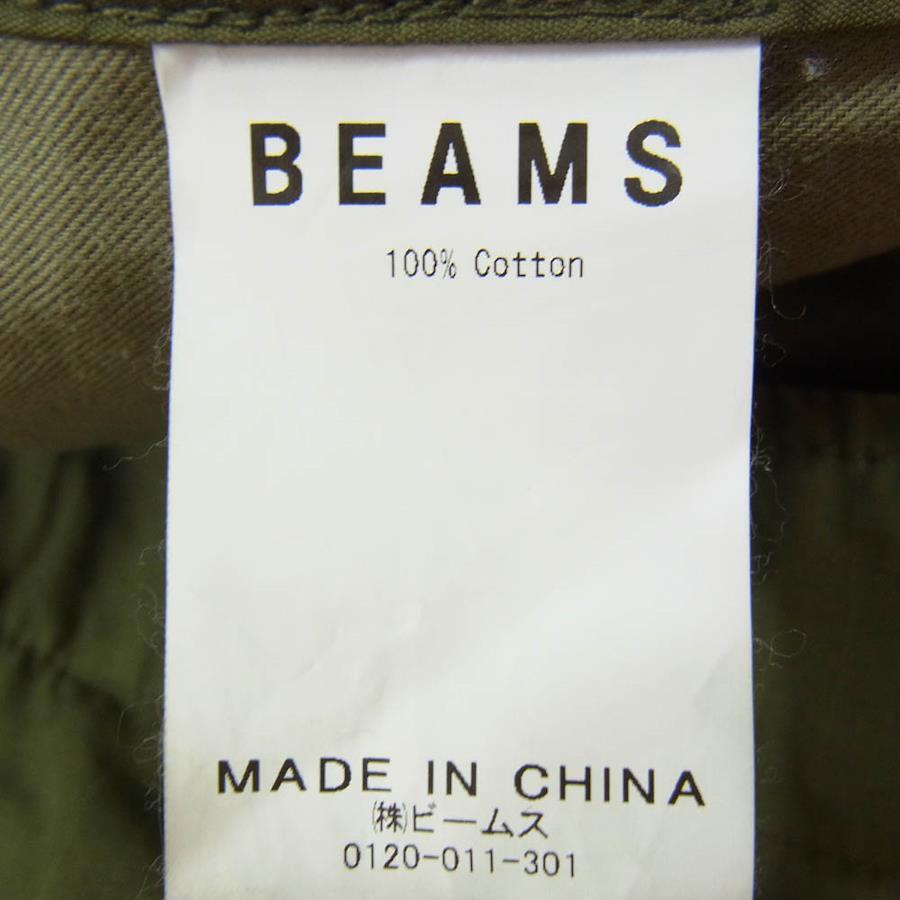 BEAMS
100% Cotton
MADE IN CHINA
㈱ビームス
0120-011-301